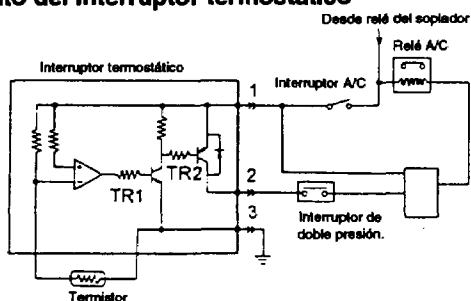 del interruptor termostático
Desde relé del soplador
Relé A/C
Interruptor termostático
Interruptor A/C
1
TR1
TR2
2
3
Interruptor de
doble presión.
Termistor